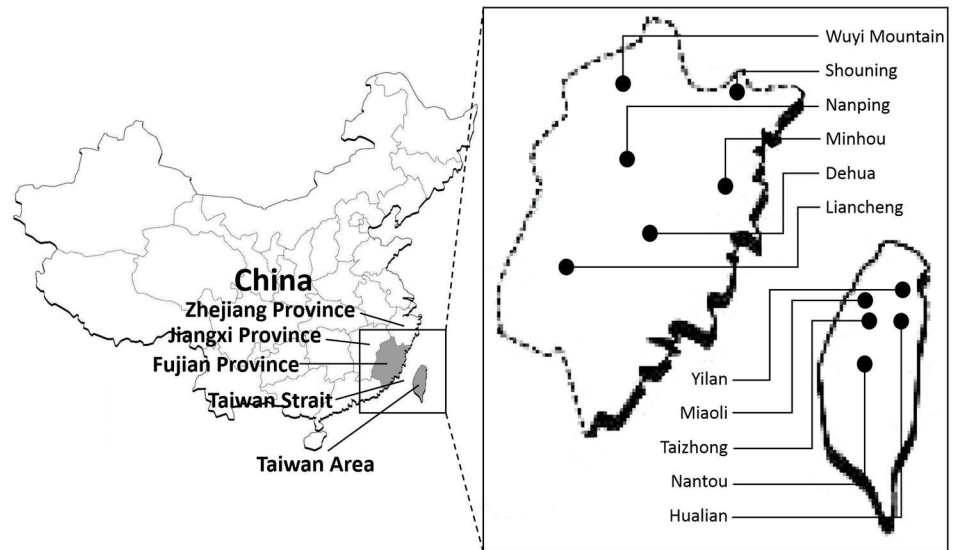 China
Zhejiang Province
Jiangxi Province
Fujian Province
Taiwan Strait
Taiwan Area
Wuyi Mountain
Shouning
Nanping
Minhou
Dehua
Liancheng
Yilan
Miaoli
Taizhong
Nantou
Hualian